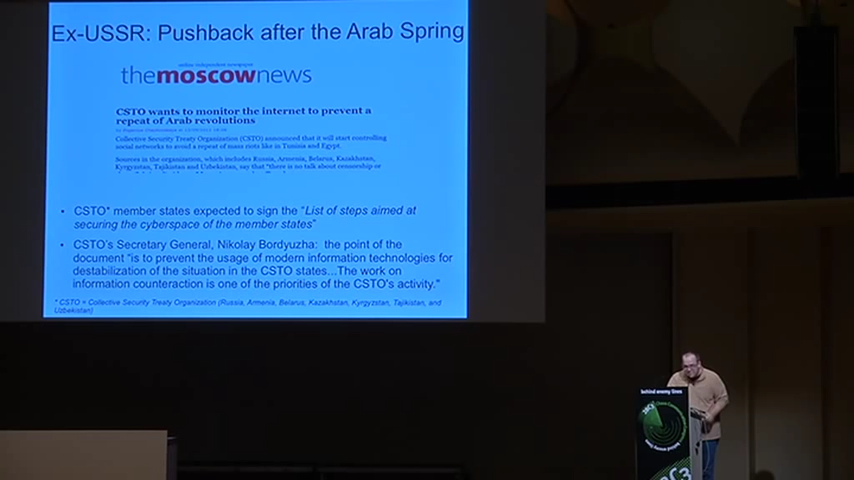 Ex-USSR: Pushback after the Arab Spring
online independent newspaper
themoscownews
CSTO wants to monitor the internet to prevent a
repeat of Arab revolutions
Collective Security Treaty Organization (CSTO) announced that it will start controlling
social networks to avoid a repeat of mass riots like in Tunisia and Egypt.
Sources in the organization, which includes Russia, Armenia, Belarus, Kazakhstan,
Kyrgyzstan, Tajikistan and Uzbekistan, say that "there is no talk about censorship or
• CSTO* member states expected to sign the "List of steps aimed at
securing the cyberspace of the member states"
• CSTO's Secretary General, Nikolay Bordyuzha: the point of the
document "is to prevent the usage of modern information technologies for
destabilization of the situation in the CSTO states...The work on
information counteraction is one of the priorities of the CSTO's activity."
* CSTO = Collective Security Treaty Organization (Russia, Armenia, Belarus, Kazakhstan, Kyrgyzstan, Tajikistan, and
Uzbekistan)
behind enemy lines
28C3